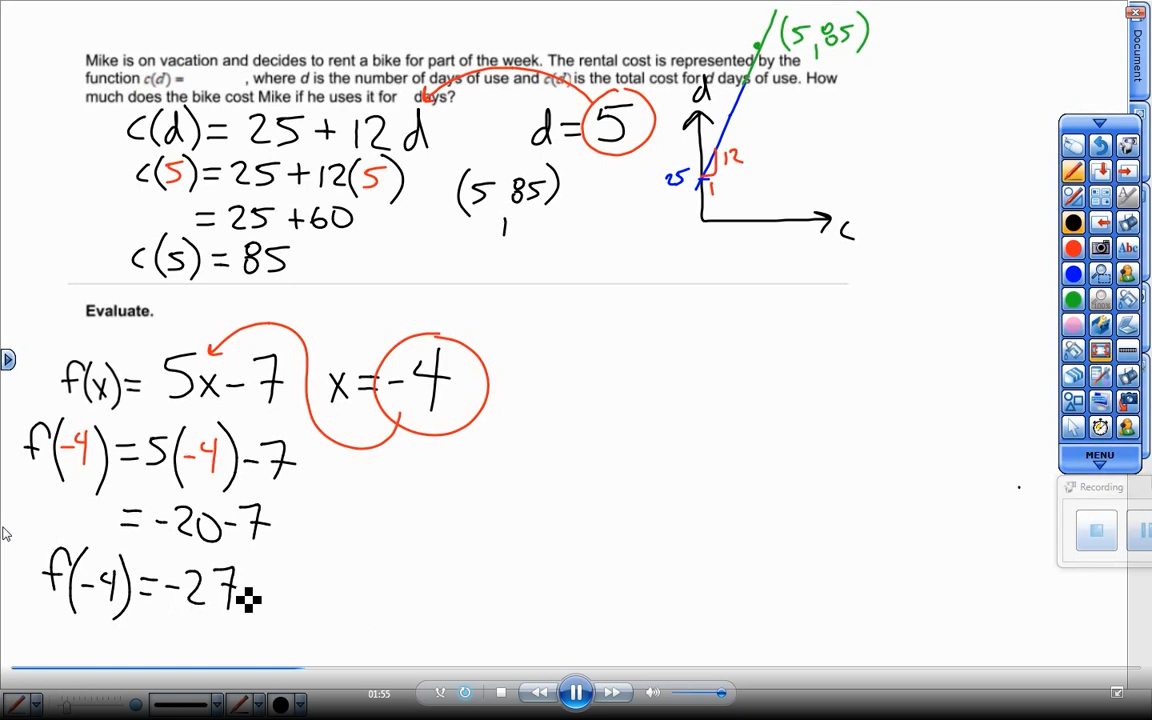 Mike is on vacation and decides to rent a bike for part of the week. The rental cost is represented by the
function c(d) = , where d is the number of days of use and c(d) is the total cost for d days of use. How
much does the bike cost Mike if he uses it for days?
c(d) = 25 + 12 d
d = 5
c(5) = 25 + 12(5)
= 25 + 60
c(5) = 85
(5, 85)
(5, 85)
d
25
12
1
c
Evaluate.
f(x) = 5x - 7
x = -4
f(-4) = 5(-4) - 7
= -20 - 7
f(-4) = -27
Document
Abc
100%
MENU
Recording
01:55